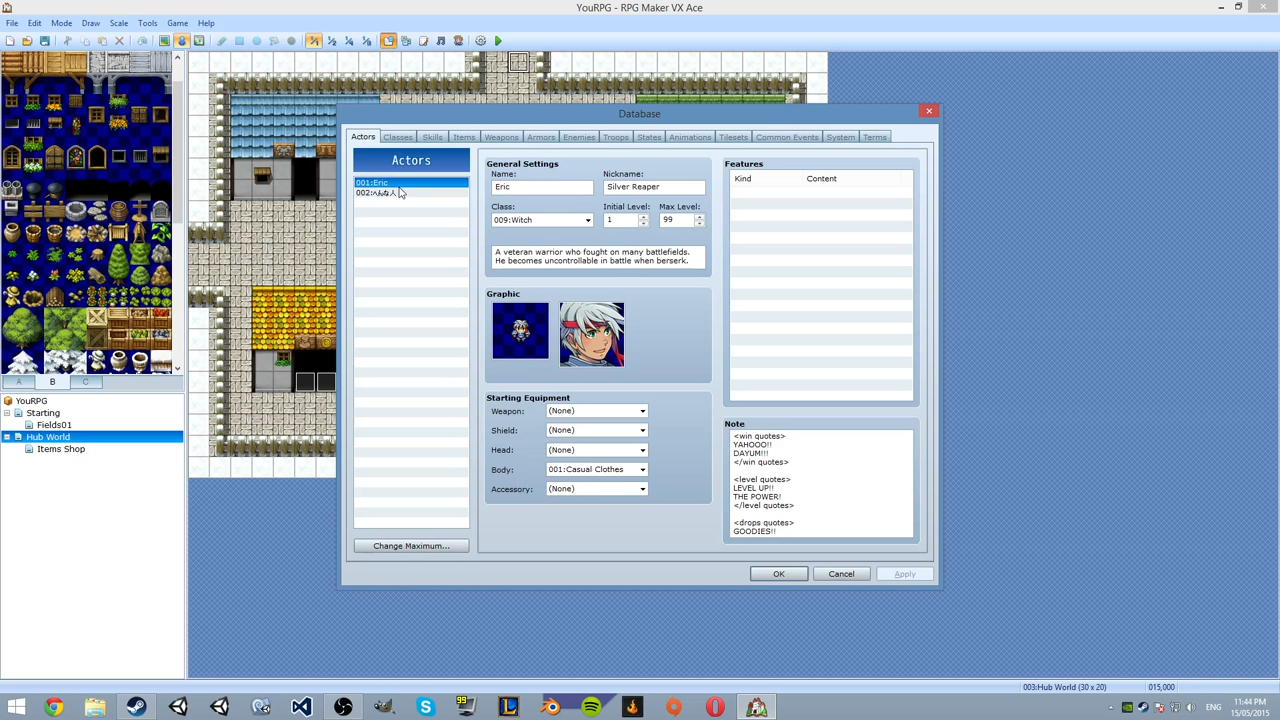 YouRPG - RPG Maker VX Ace
File Edit Mode Draw Scale Tools Game Help
Database
Actors Classes Skills Items Weapons Armors Enemies Troops States Animations Tilesets Common Events System Terms
Actors
001:Eric
002:へんな人
Change Maximum...
General Settings
Name: Nickname:
Eric Silver Reaper
Class: Initial Level: Max Level:
009:Witch 1 99
A veteran warrior who fought on many battlefields.
He becomes uncontrollable in battle when berserk.
Graphic
Starting Equipment
Weapon: (None)
Shield: (None)
Head: (None)
Body: 001:Casual Clothes
Accessory: (None)
Features
Kind Content
Note
<win quotes>
YAHOOO!!
DAYUM!!!
</win quotes>
<level quotes>
LEVEL UP!!
THE POWER!
</level quotes>
<drops quotes>
GOODIES!!
OK Cancel Apply
A B C
YouRPG
Starting
Fields01
Hub World
Items Shop
003:Hub World (30 x 20) 015,000
99
ENG
11:44 PM
15/05/2015